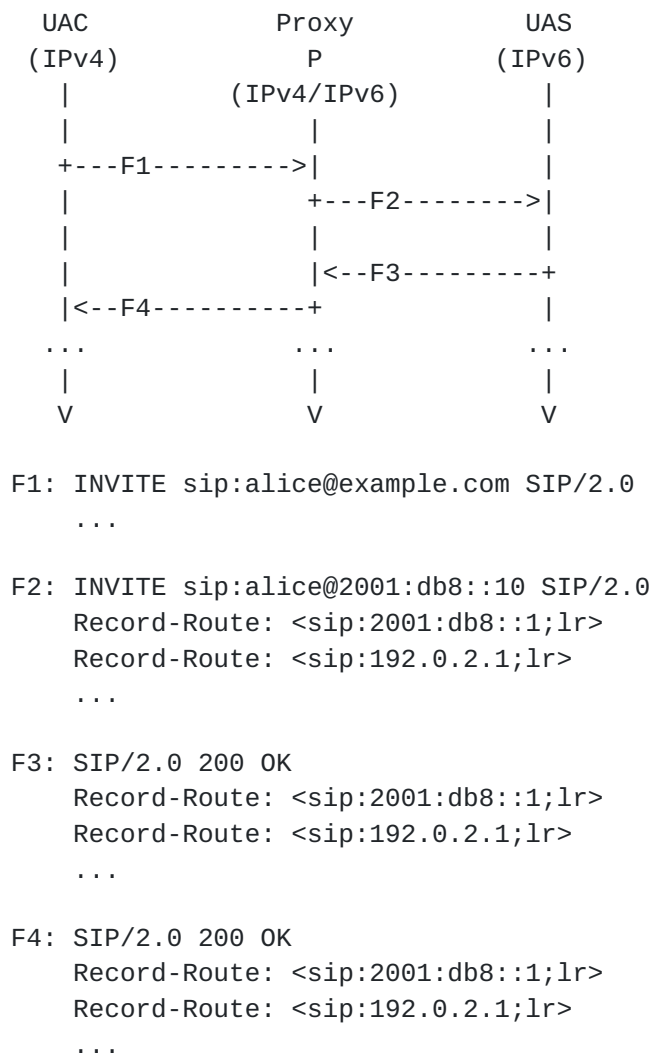 UAC Proxy UAS
(IPv4) P (IPv6)
| (IPv4/IPv6) |
| | |
+---F1--------->| |
| +---F2-------->|
| | |
| |<--F3---------+
|<--F4----------+ |
... ... ...
| | |
V V V
F1: INVITE sip:alice@example.com SIP/2.0
...
F2: INVITE sip:alice@2001:db8::10 SIP/2.0
Record-Route: <sip:2001:db8::1;lr>
Record-Route: <sip:192.0.2.1;lr>
...
F3: SIP/2.0 200 OK
Record-Route: <sip:2001:db8::1;lr>
Record-Route: <sip:192.0.2.1;lr>
...
F4: SIP/2.0 200 OK
Record-Route: <sip:2001:db8::1;lr>
Record-Route: <sip:192.0.2.1;lr>
...